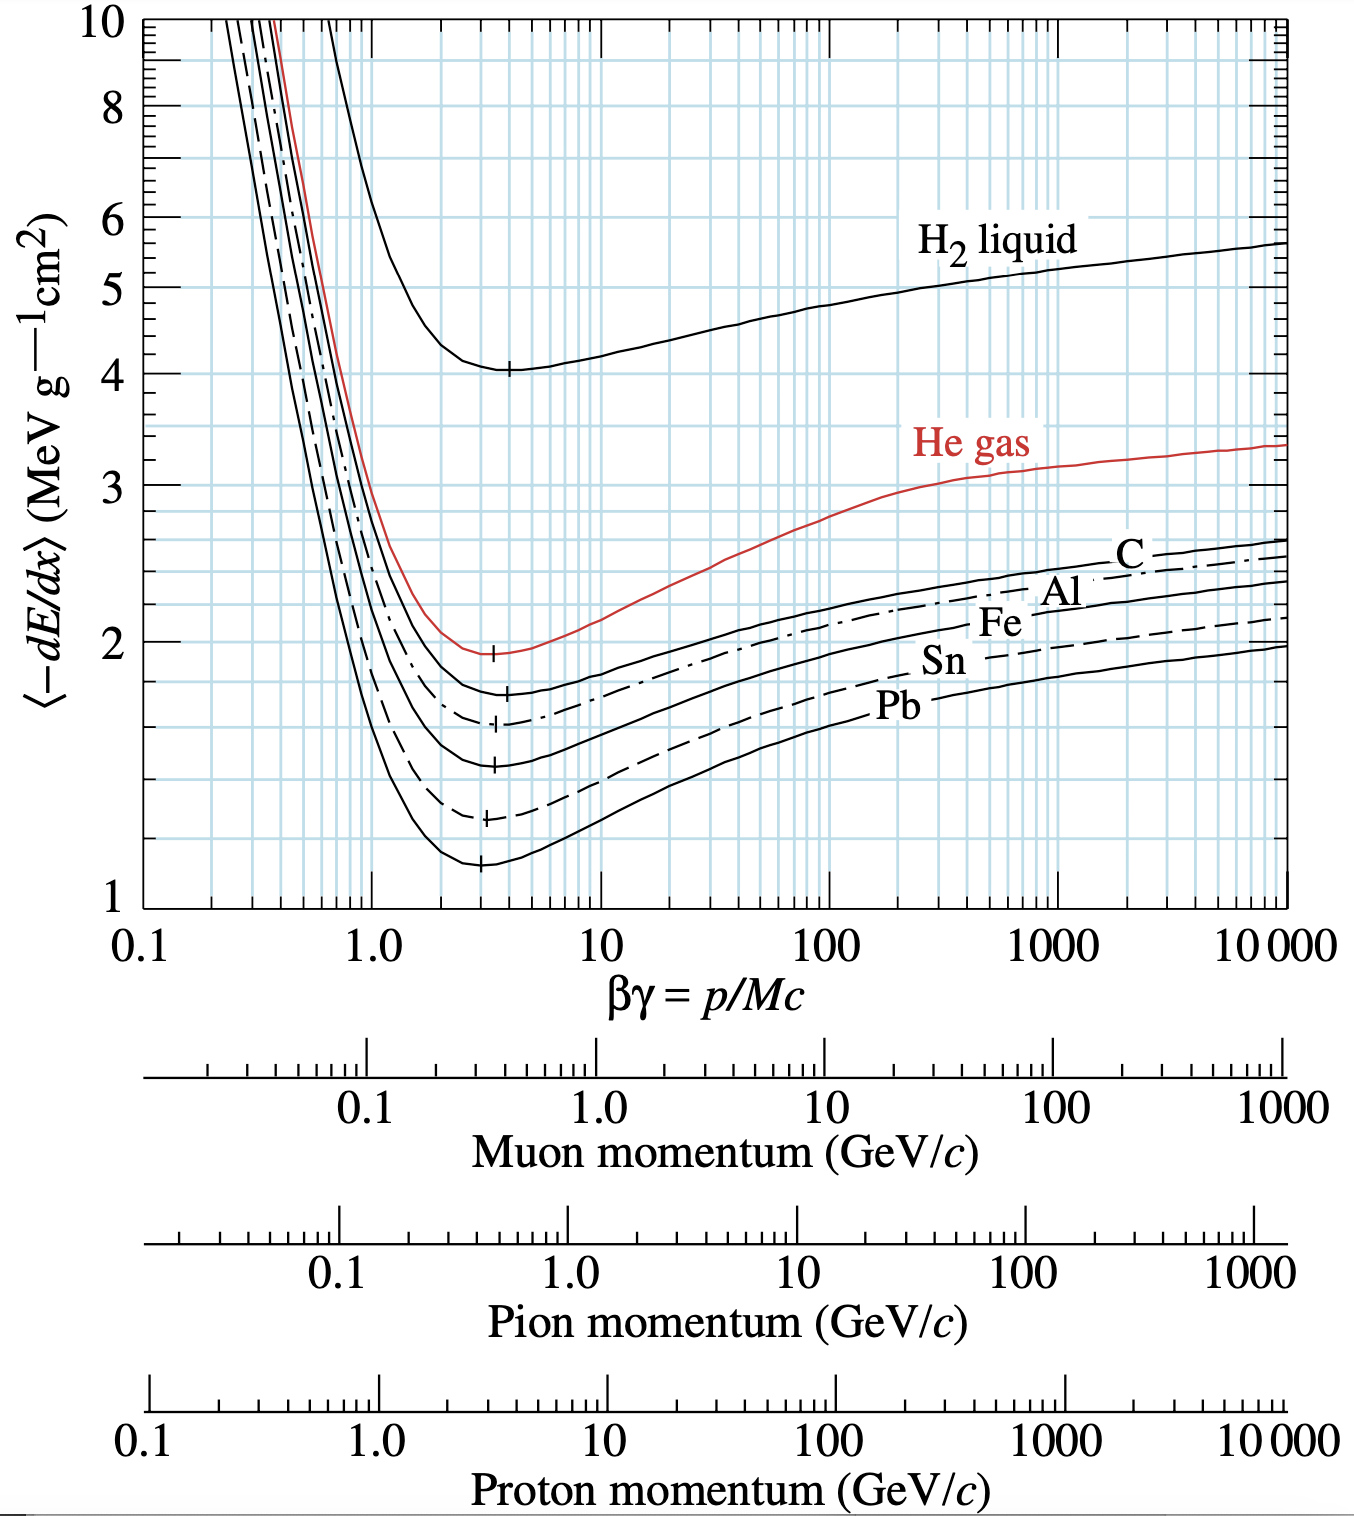 10
8
6
5
4
3
2
1
⟨–dE/dx⟩ (MeV g—1cm2)
H2 liquid
He gas
C
Al
Fe
Sn
Pb
0.1 1.0 10 100 1000 10 000
βγ = p/Mc
0.1 1.0 10 100 1000
Muon momentum (GeV/c)
0.1 1.0 10 100 1000
Pion momentum (GeV/c)
0.1 1.0 10 100 1000 10 000
Proton momentum (GeV/c)